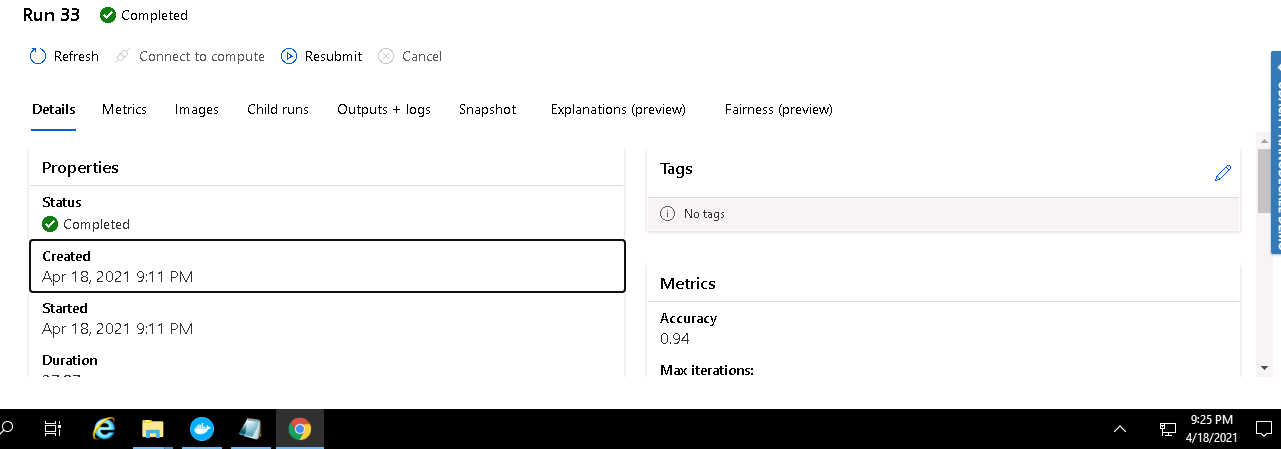 Run 33 Completed
Refresh Connect to compute Resubmit Cancel
Details Metrics Images Child runs Outputs + logs Snapshot Explanations (preview) Fairness (preview)
Properties
Status
Completed
Created
Apr 18, 2021 9:11 PM
Started
Apr 18, 2021 9:11 PM
Duration
Tags
No tags
Metrics
Accuracy
0.94
Max iterations:
9:25 PM
4/18/2021